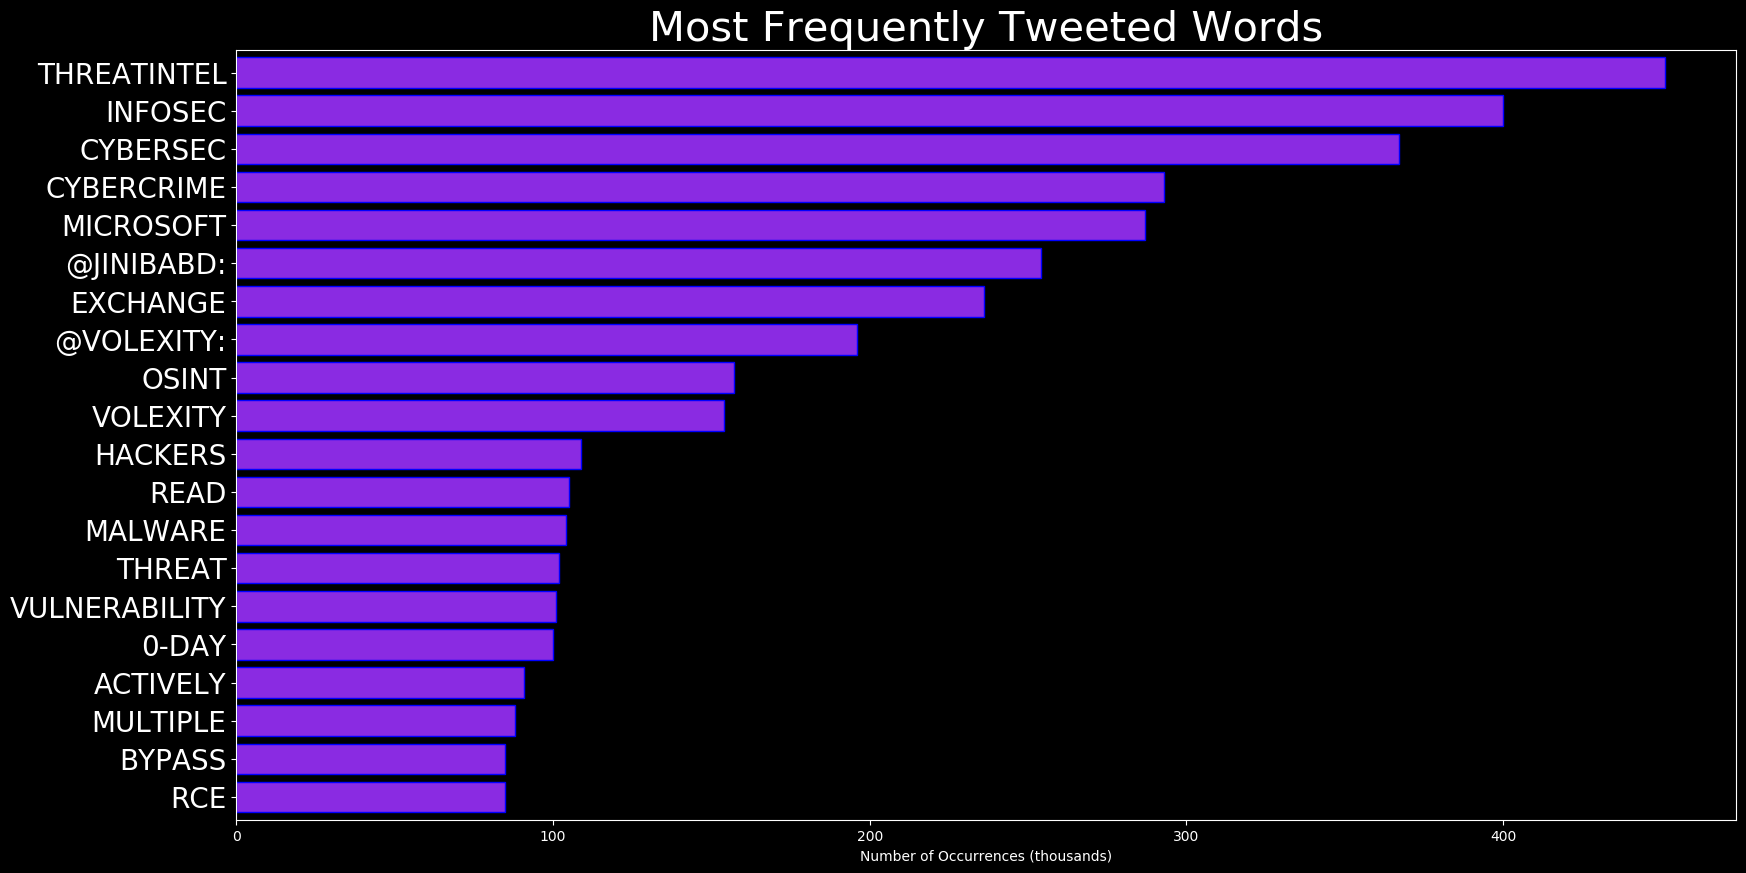 Most Frequently Tweeted Words
THREATINTEL
INFOSEC
CYBERSEC
CYBERCRIME
MICROSOFT
@JINIBABD:
EXCHANGE
@VOLEXITY:
OSINT
VOLEXITY
HACKERS
READ
MALWARE
THREAT
VULNERABILITY
0-DAY
ACTIVELY
MULTIPLE
BYPASS
RCE
0 100 200 300 400
Number of Occurrences (thousands)